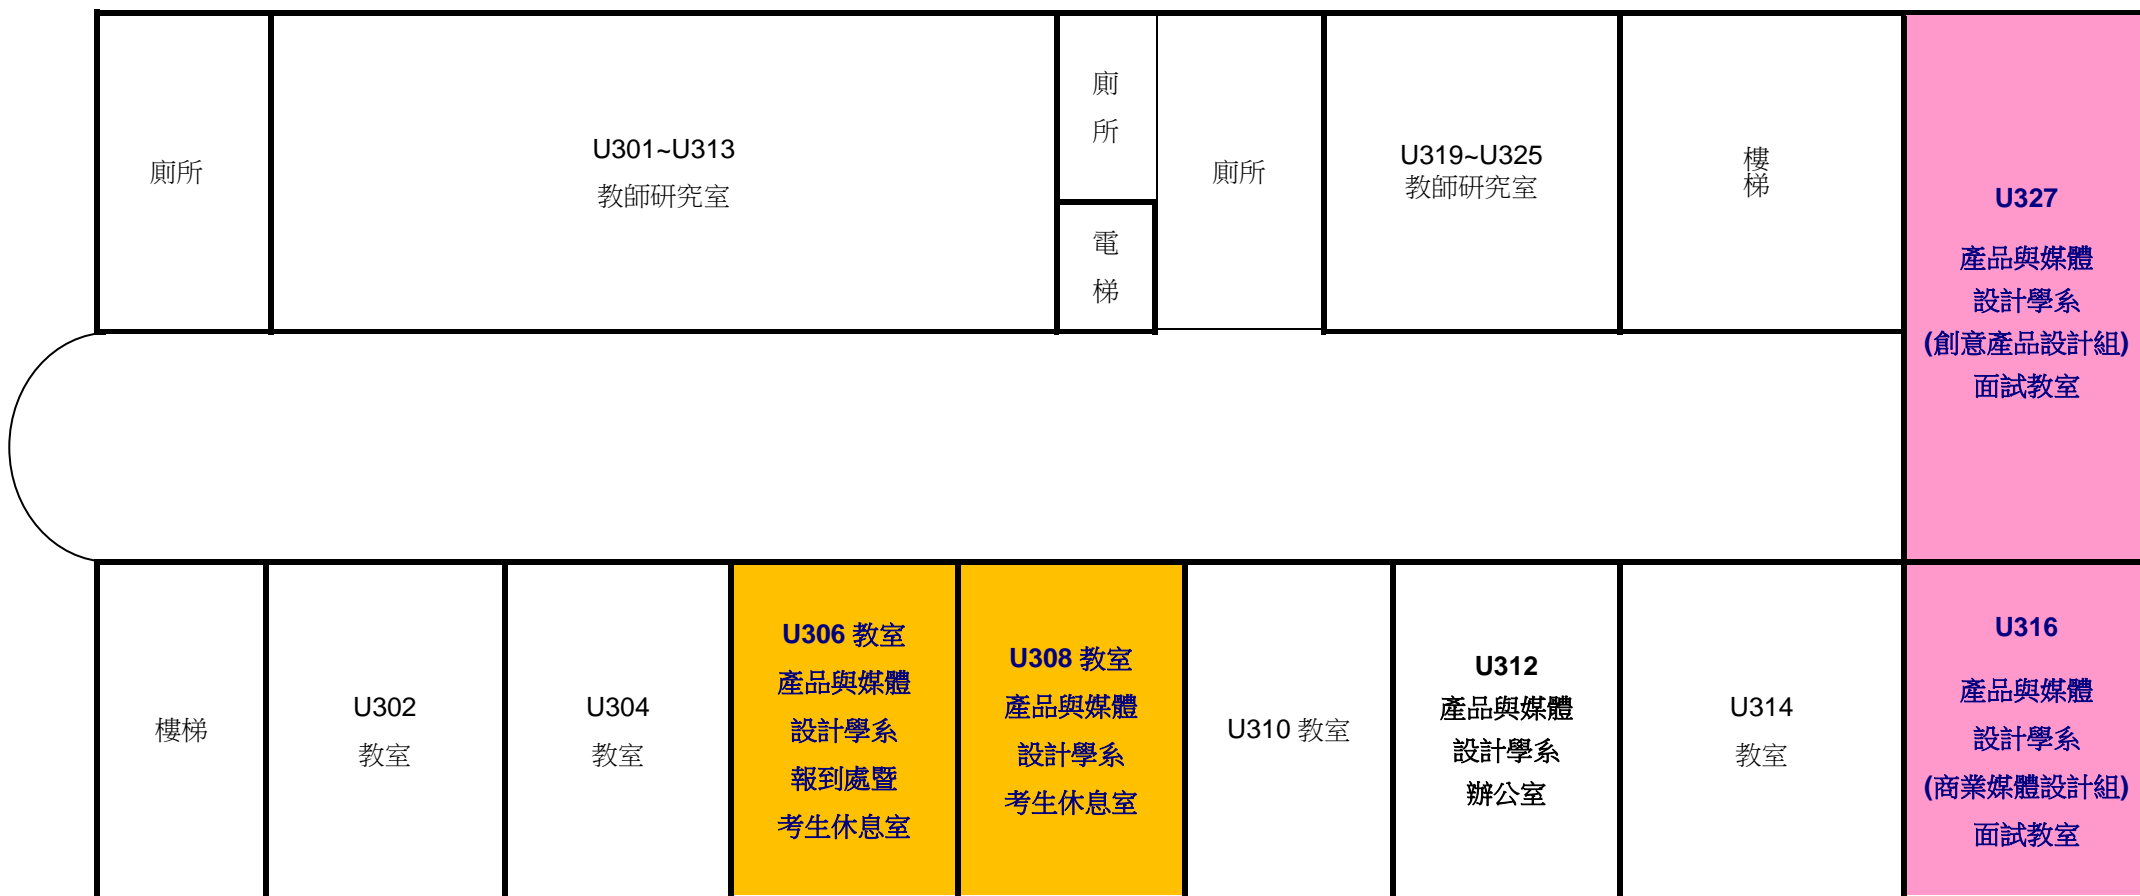 廁所
U301~U313
教師研究室
廁
所
電
梯
廁所
U319~U325
教師研究室
樓
梯
U327
產品與媒體
設計學系
(創意產品設計組)
面試教室
樓梯
U302
教室
U304
教室
U306 教室
產品與媒體
設計學系
報到處暨
考生休息室
U308 教室
產品與媒體
設計學系
考生休息室
U310 教室
U312
產品與媒體
設計學系
辦公室
U314
教室
U316
產品與媒體
設計學系
(商業媒體設計組)
面試教室